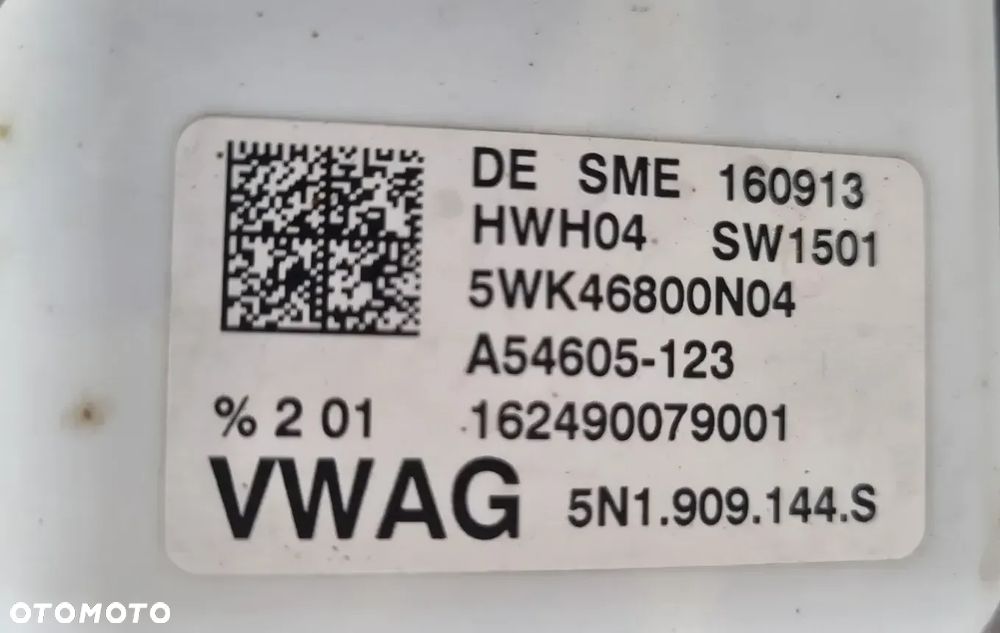 DE SME 160913
HWH04 SW1501
5WK46800N04
A54605-123
% 2 01 162490079001
VWAG 5N1.909.144.S
OTOMOTO